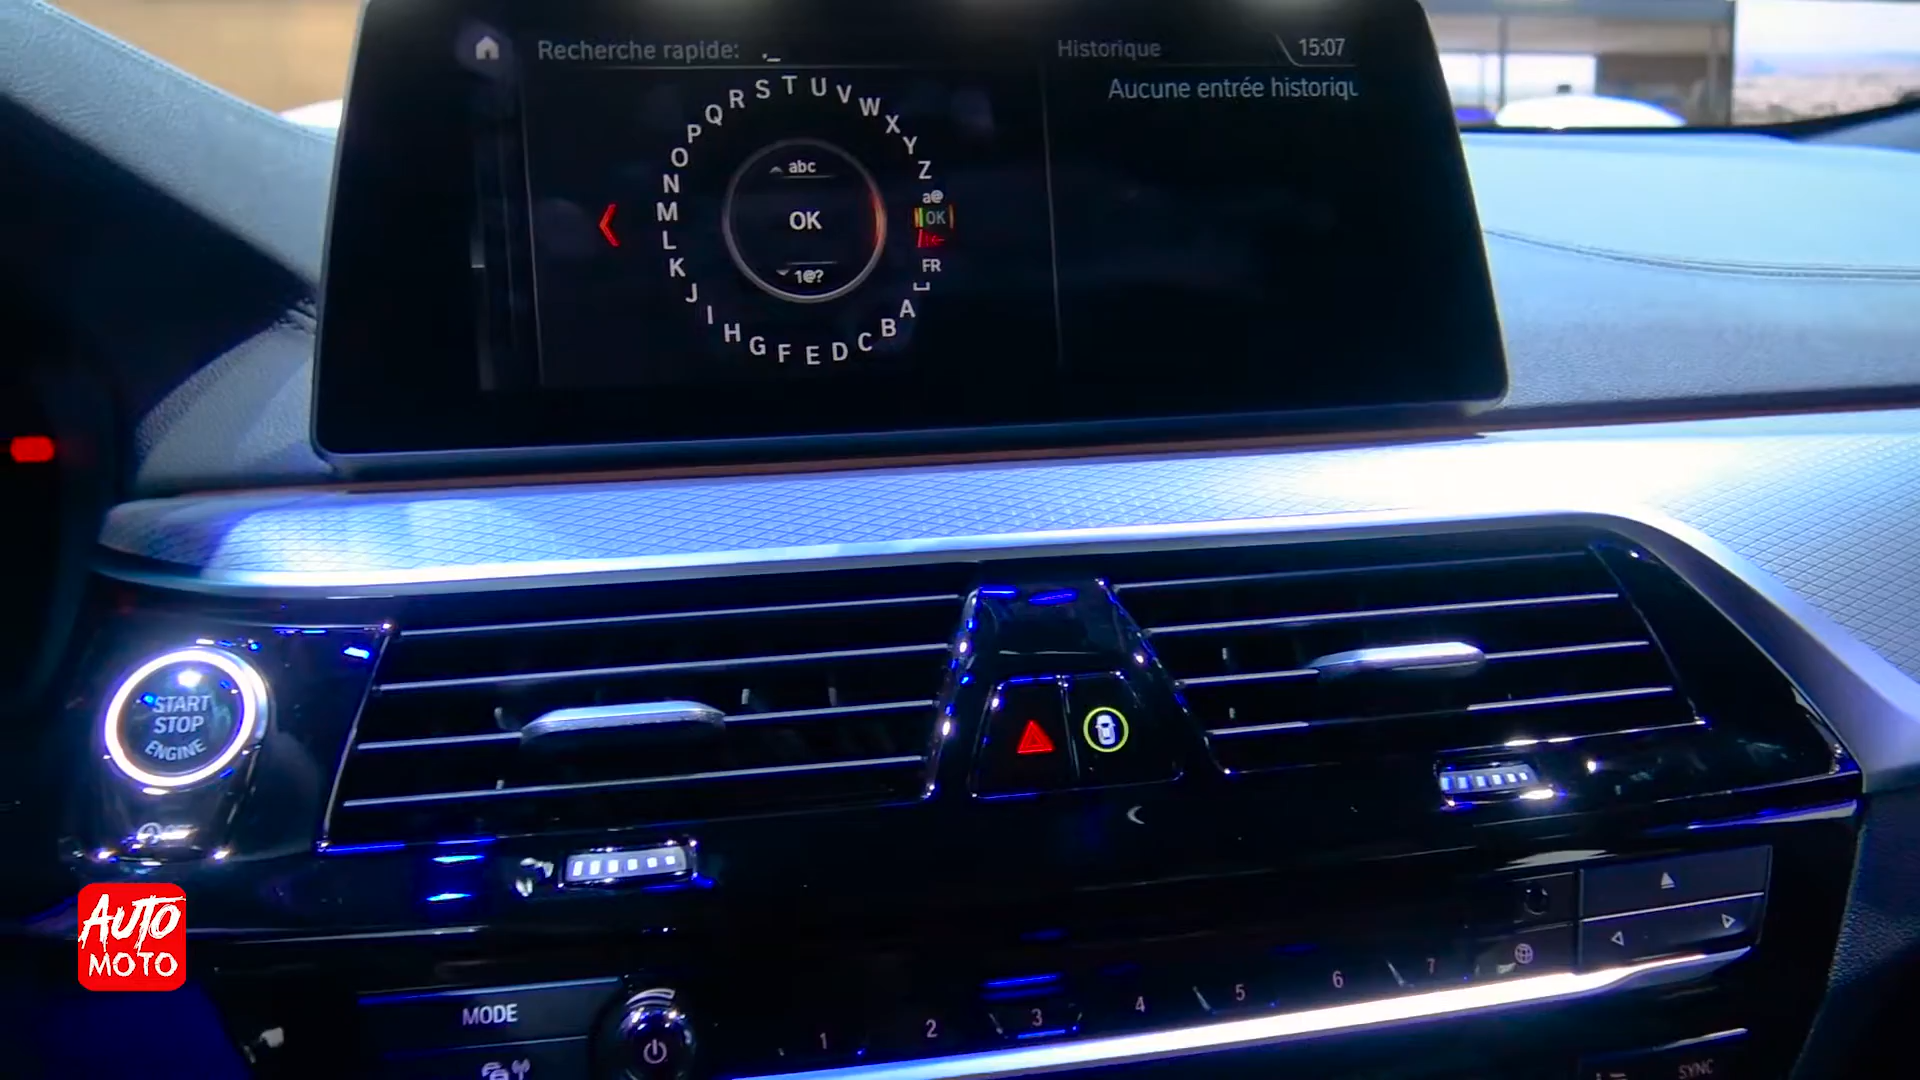 Recherche rapide: ._
Historique
15:07
Aucune entrée historiqu
A B C D E F G H I J K L M N O P Q R S T U V W X Y Z
a@
OK
FR
abc
OK
1@?
START
STOP
ENGINE
AUTO
MOTO
MODE
1 2 3 4 5 6 7
SYNC